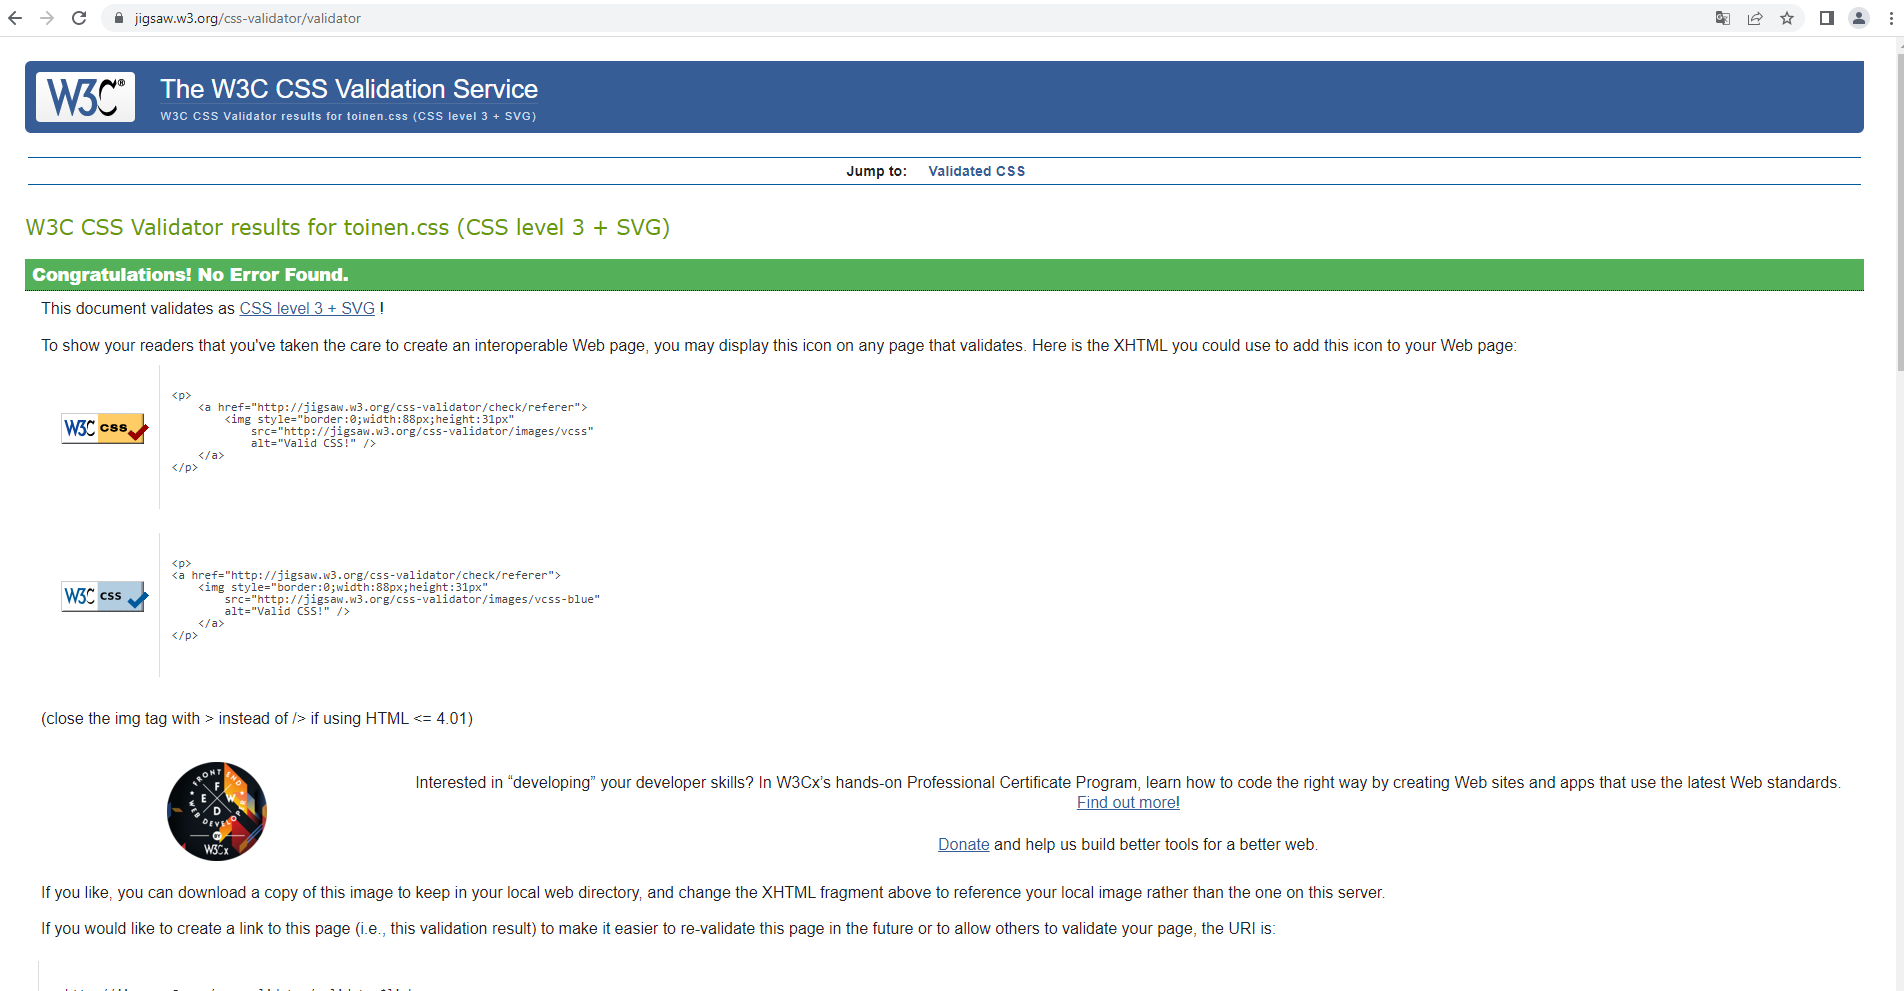 jigsaw.w3.org/css-validator/validator
W3C®
The W3C CSS Validation Service
W3C CSS Validator results for toinen.css (CSS level 3 + SVG)
Jump to: Validated CSS
W3C CSS Validator results for toinen.css (CSS level 3 + SVG)
Congratulations! No Error Found.
This document validates as CSS level 3 + SVG !
To show your readers that you've taken the care to create an interoperable Web page, you may display this icon on any page that validates. Here is the XHTML you could use to add this icon to your Web page:
W3C css
<p>
<a href="http://jigsaw.w3.org/css-validator/check/referer">
<img style="border:0;width:88px;height:31px"
src="http://jigsaw.w3.org/css-validator/images/vcss"
alt="Valid CSS!" />
</a>
</p>
W3C css
<p>
<a href="http://jigsaw.w3.org/css-validator/check/referer">
<img style="border:0;width:88px;height:31px"
src="http://jigsaw.w3.org/css-validator/images/vcss-blue"
alt="Valid CSS!" />
</a>
</p>
(close the img tag with > instead of /> if using HTML <= 4.01)
FRONT END
F
E W
D
WEB DEVELOPER
BY
W3Cx
Interested in “developing” your developer skills? In W3Cx’s hands-on Professional Certificate Program, learn how to code the right way by creating Web sites and apps that use the latest Web standards.
Find out more!
Donate and help us build better tools for a better web.
If you like, you can download a copy of this image to keep in your local web directory, and change the XHTML fragment above to reference your local image rather than the one on this server.
If you would like to create a link to this page (i.e., this validation result) to make it easier to re-validate this page in the future or to allow others to validate your page, the URI is: